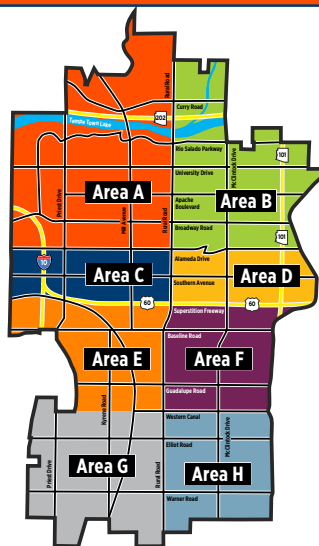 Rural Road
Curry Road
202
Tempe Town Lake
Rio Salado Parkway
McClintock Drive
101
University Drive
Area A
Priest Drive
Mill Avenue
Rural Road
Apache
Boulevard
Area B
Broadway Road
101
Alameda Drive
10
Area C
Area D
Southern Avenue
60
60
Superstition Freeway
Baseline Road
Area E
Area F
Guadalupe Road
Kyrene Road
Western Canal
McClintock Drive
Elliot Road
Priest Drive
Area G
Rural Road
Area H
Warner Road